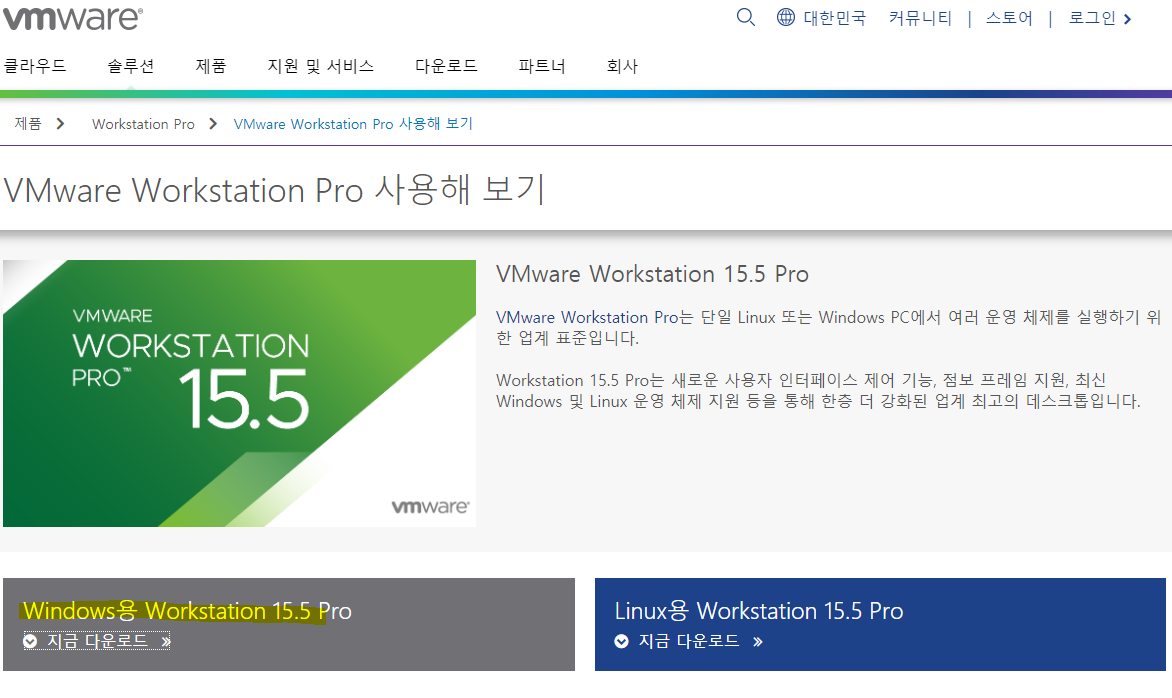 vmware®
대한민국 커뮤니티 | 스토어 | 로그인
클라우드 솔루션 제품 지원 및 서비스 다운로드 파트너 회사
제품 Workstation Pro VMware Workstation Pro 사용해 보기
VMware Workstation Pro 사용해 보기
VMWARE
WORKSTATION
PRO™ 15.5
vmware®
VMware Workstation 15.5 Pro
VMware Workstation Pro는 단일 Linux 또는 Windows PC에서 여러 운영 체제를 실행하기 위
한 업계 표준입니다.
Workstation 15.5 Pro는 새로운 사용자 인터페이스 제어 기능, 점보 프레임 지원, 최신
Windows 및 Linux 운영 체제 지원 등을 통해 한층 더 강화된 업계 최고의 데스크톱입니다.
Windows용 Workstation 15.5 Pro
지금 다운로드 »
Linux용 Workstation 15.5 Pro
지금 다운로드 »